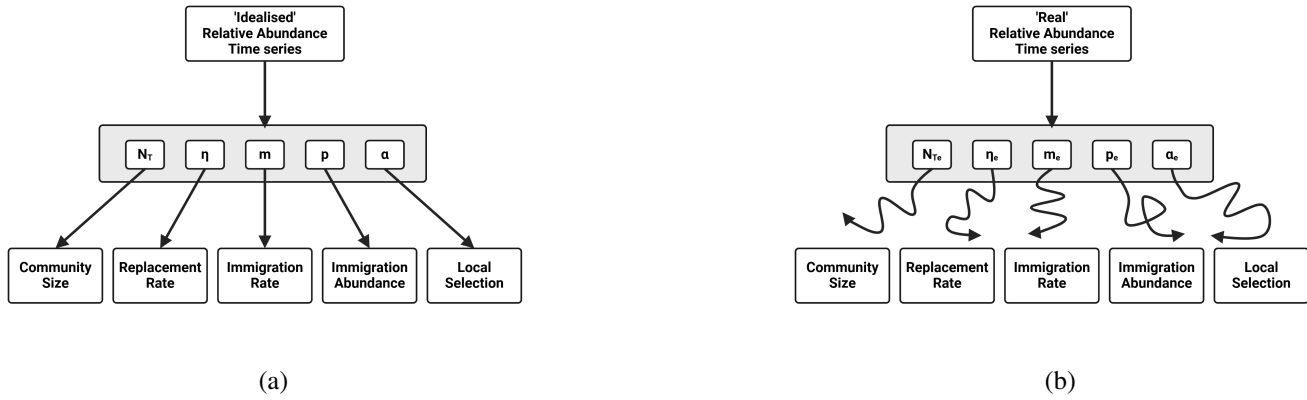 'Idealised'
Relative Abundance
Time series
N_T η m p α
Community
Size
Replacement
Rate
Immigration
Rate
Immigration
Abundance
Local
Selection
(a)
'Real'
Relative Abundance
Time series
N_Te η_e m_e p_e α_e
Community
Size
Replacement
Rate
Immigration
Rate
Immigration
Abundance
Local
Selection
(b)